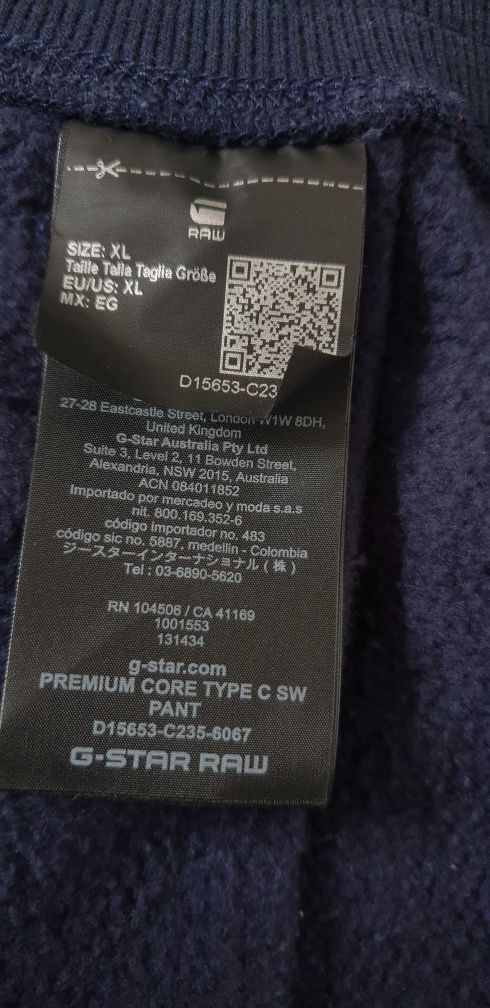 RAW
SIZE: XL
Taille Talla Taglia Größe
EU/US: XL
MX: EG
D15653-C23
27-28 Eastcastle Street, London W1W 8DH,
United Kingdom
G-Star Australia Pty Ltd
Suite 3, Level 2, 11 Bowden Street,
Alexandria, NSW 2015, Australia
ACN 084011852
Importado por mercadeo y moda s.a.s
nit. 800.169.352-6
código importador no. 483
código sic no. 5887, medellin - Colombia
ジースターインターナショナル(株)
Tel : 03-6890-5620
RN 104506 / CA 41169
1001553
131434
g-star.com
PREMIUM CORE TYPE C SW
PANT
D15653-C235-6067
G-STAR RAW